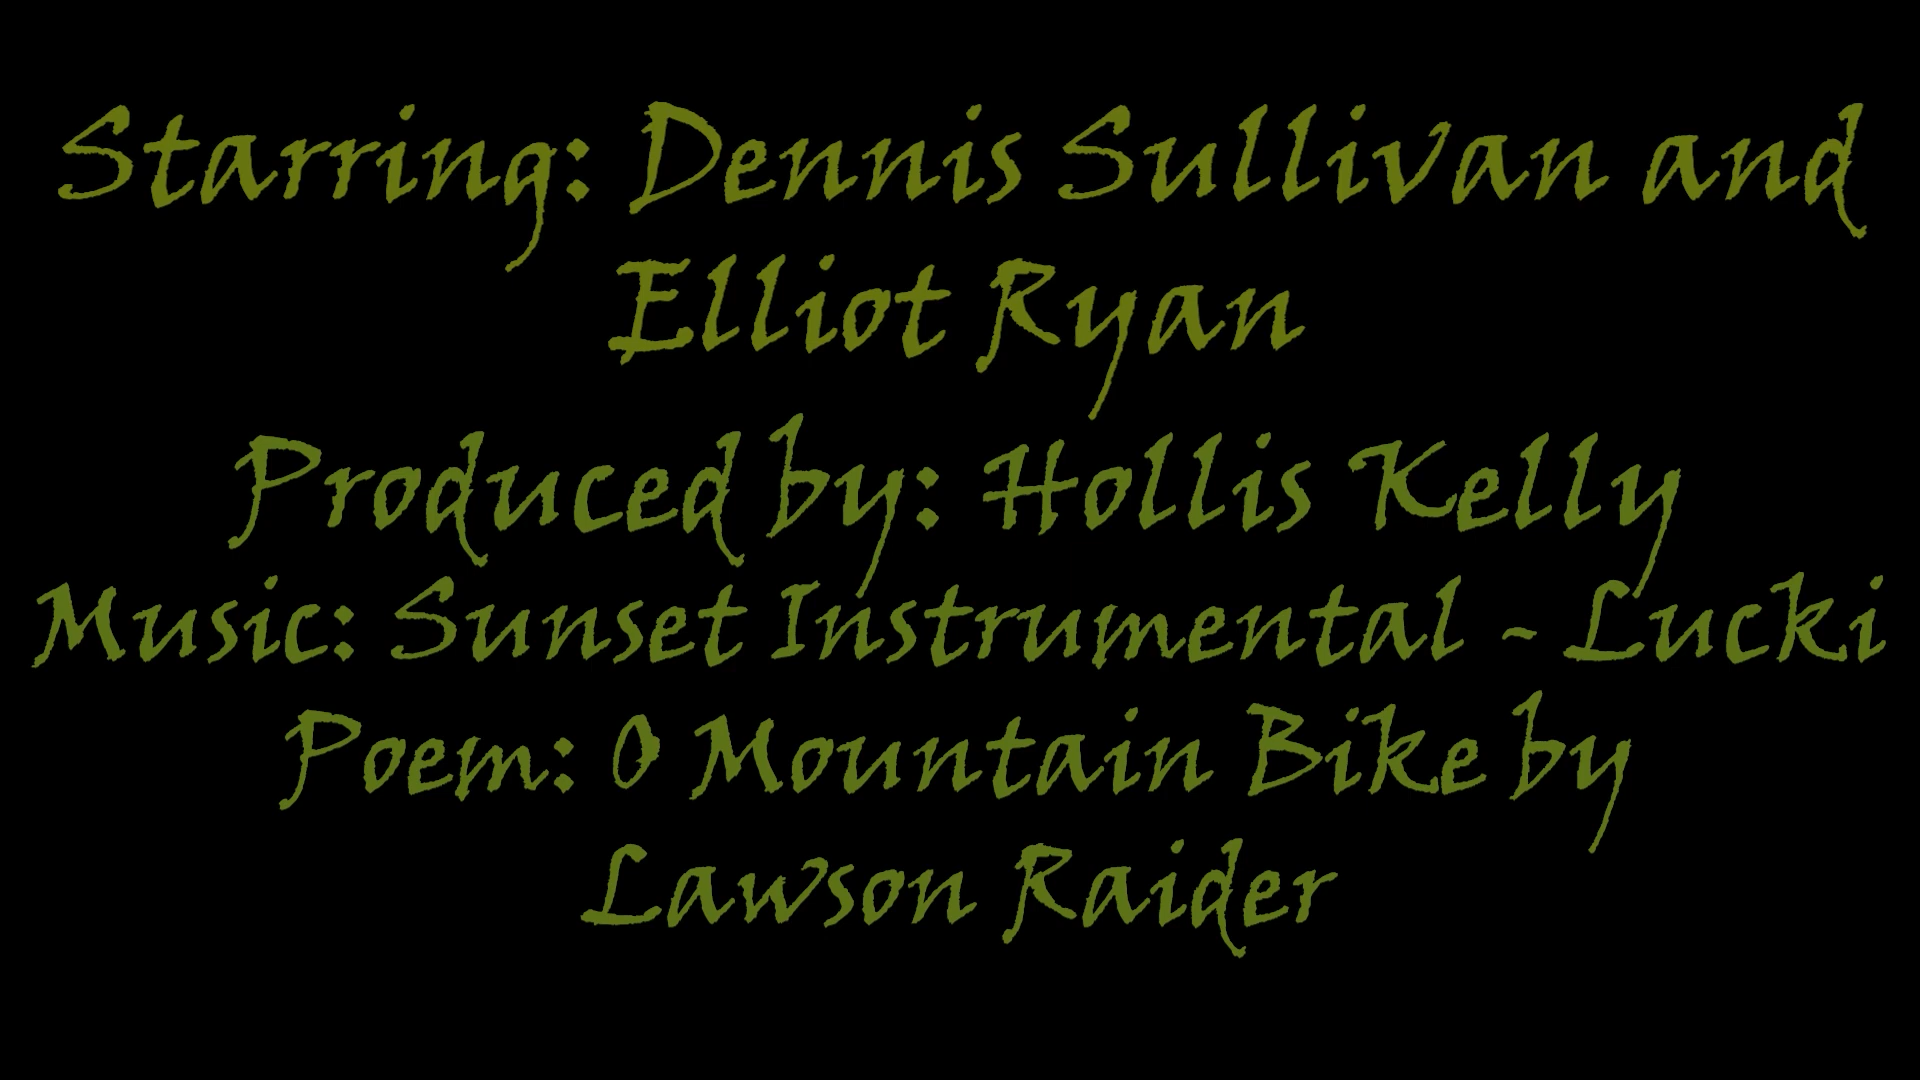 Starring: Dennis Sullivan and
Elliot Ryan
Produced by: Hollis Kelly
Music: Sunset Instrumental - Lucki
Poem: O Mountain Bike by
Lawson Raider